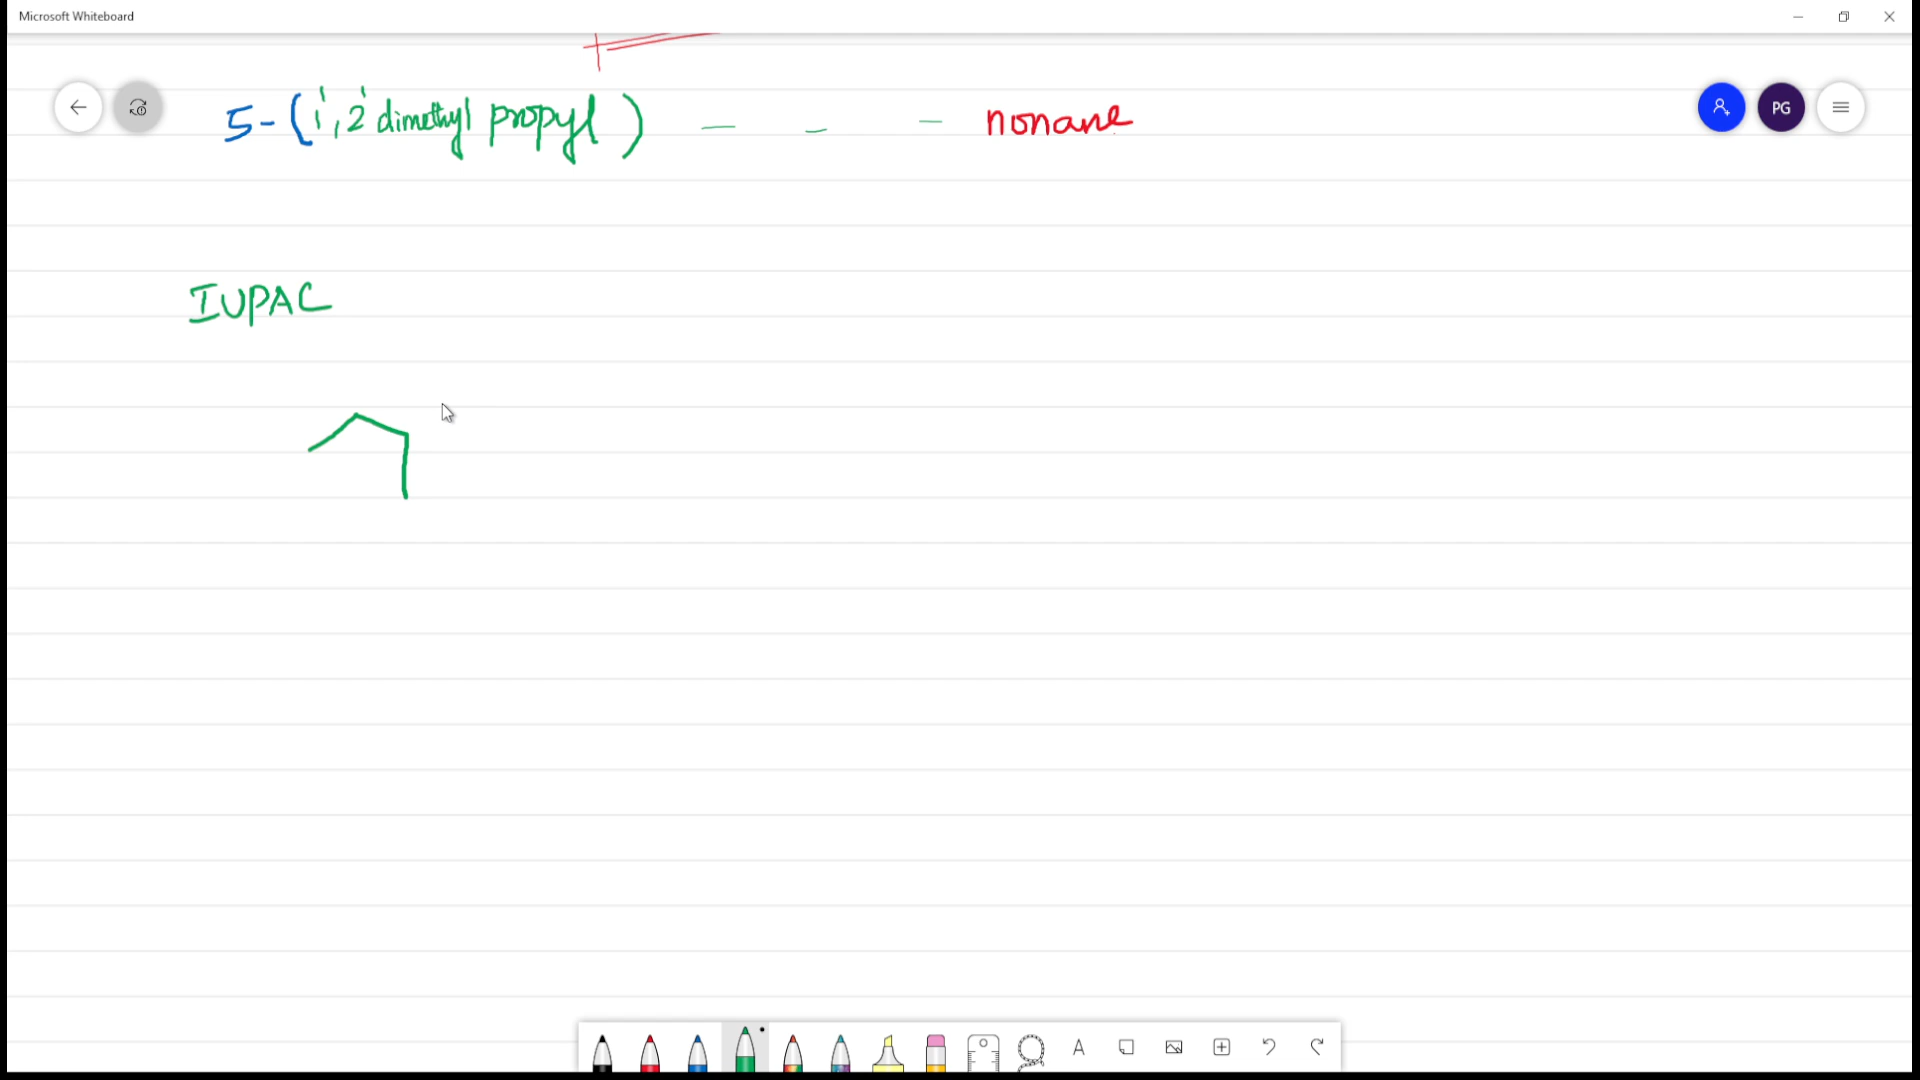 Microsoft Whiteboard
5-(1',2' dimethyl propyl) - - - nonane
PG
IUPAC
A